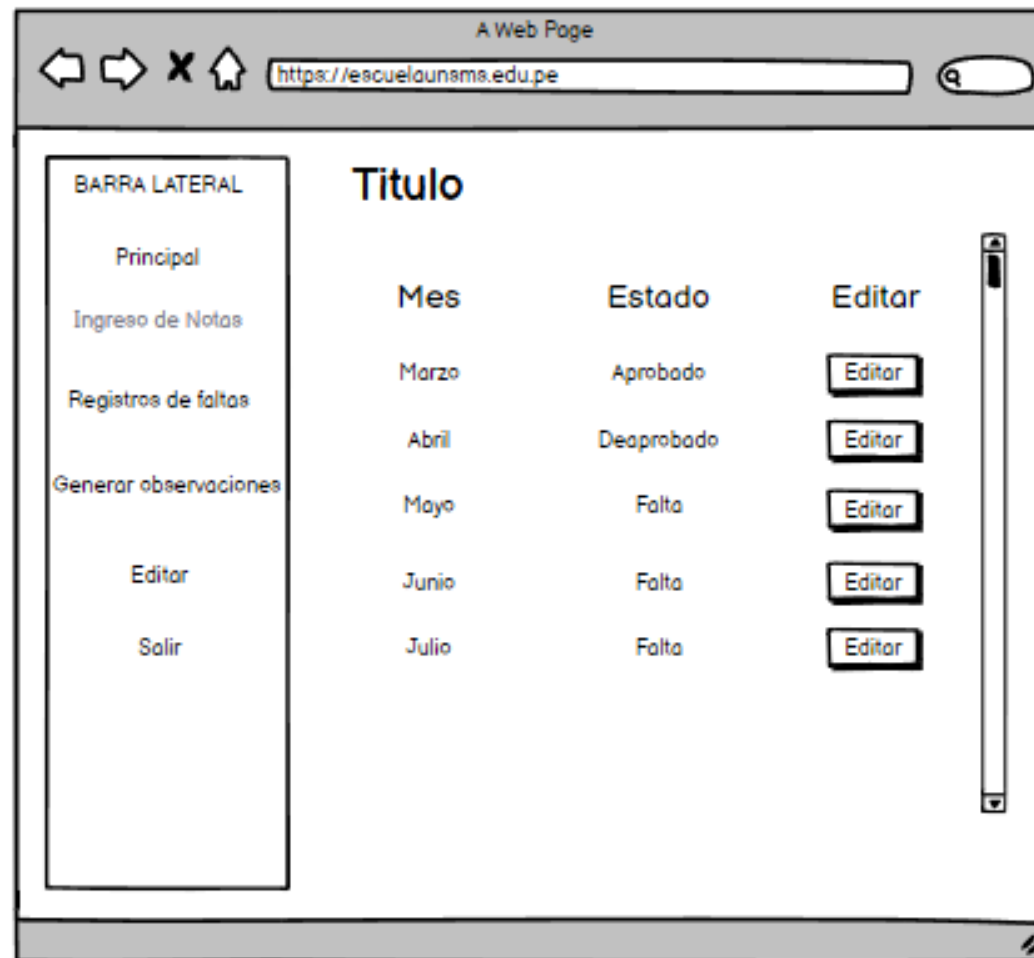 A Web Page
https://escuelaunsms.edu.pe
BARRA LATERAL
Principal
Ingreso de Notas
Registros de faltas
Generar observaciones
Editar
Salir
Titulo
Mes Estado Editar
Marzo Aprobado Editar
Abril Deaprobado Editar
Mayo Falta Editar
Junio Falta Editar
Julio Falta Editar